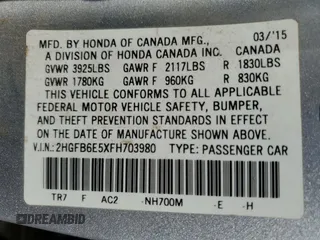 MFD. BY HONDA OF CANADA MFG., 03/'15
A DIVISION OF HONDA CANADA INC. CANADA
GVWR 3925LBS GAWR F 2117LBS R 1830LBS
GVWR 1780KG GAWR F 960KG R 830KG
THIS VEHICLE CONFORMS TO ALL APPLICABLE
FEDERAL MOTOR VEHICLE SAFETY, BUMPER,
AND THEFT PREVENTION STANDARDS IN EFFECT
ON THE DATE OF MANUFACTURE SHOWN ABOVE.
V.I.N.: 2HGFB6E5XFH703980 TYPE: PASSENGER CAR
TR7 F AC2 -NH700M -E -H
DREAMBID